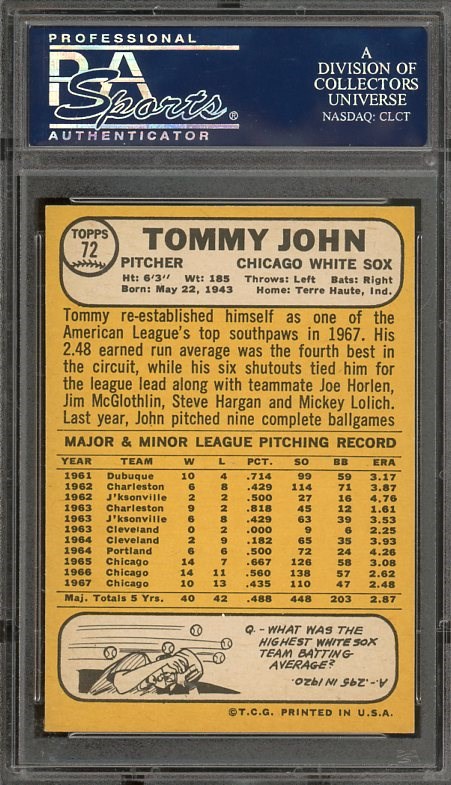 PROFESSIONAL
PSA
Sports®
AUTHENTICATOR
A
DIVISION OF
COLLECTORS
UNIVERSE
NASDAQ: CLCT
TOPPS
72
TOMMY JOHN
PITCHER CHICAGO WHITE SOX
Ht: 6'3" Wt: 185 Throws: Left Bats: Right
Born: May 22, 1943 Home: Terre Haute, Ind.
Tommy re-established himself as one of the
American League's top southpaws in 1967. His
2.48 earned run average was the fourth best in
the circuit, while his six shutouts tied him for
the league lead along with teammate Joe Horlen,
Jim McGlothlin, Steve Hargan and Mickey Lolich.
Last year, John pitched nine complete ballgames
MAJOR & MINOR LEAGUE PITCHING RECORD
YEAR TEAM W L PCT. SO BB ERA
1961 Dubuque 10 4 .714 99 59 3.17
1962 Charleston 6 8 .429 114 71 3.87
1962 J'ksonville 2 2 .500 27 16 4.76
1963 Charleston 9 2 .818 45 12 1.61
1963 J'ksonville 6 8 .429 63 39 3.53
1963 Cleveland 0 2 .000 9 6 2.25
1964 Cleveland 2 9 .182 65 35 3.93
1964 Portland 6 6 .500 72 24 4.26
1965 Chicago 14 7 .667 126 58 3.08
1966 Chicago 14 11 .560 138 57 2.62
1967 Chicago 10 13 .435 110 47 2.48
Maj. Totals 5 Yrs. 40 42 .488 448 203 2.87
Q.-WHAT WAS THE
HIGHEST WHITE SOX
TEAM BATTING
AVERAGE?
A.-.295 IN 1920.
©T.C.G. PRINTED IN U.S.A.